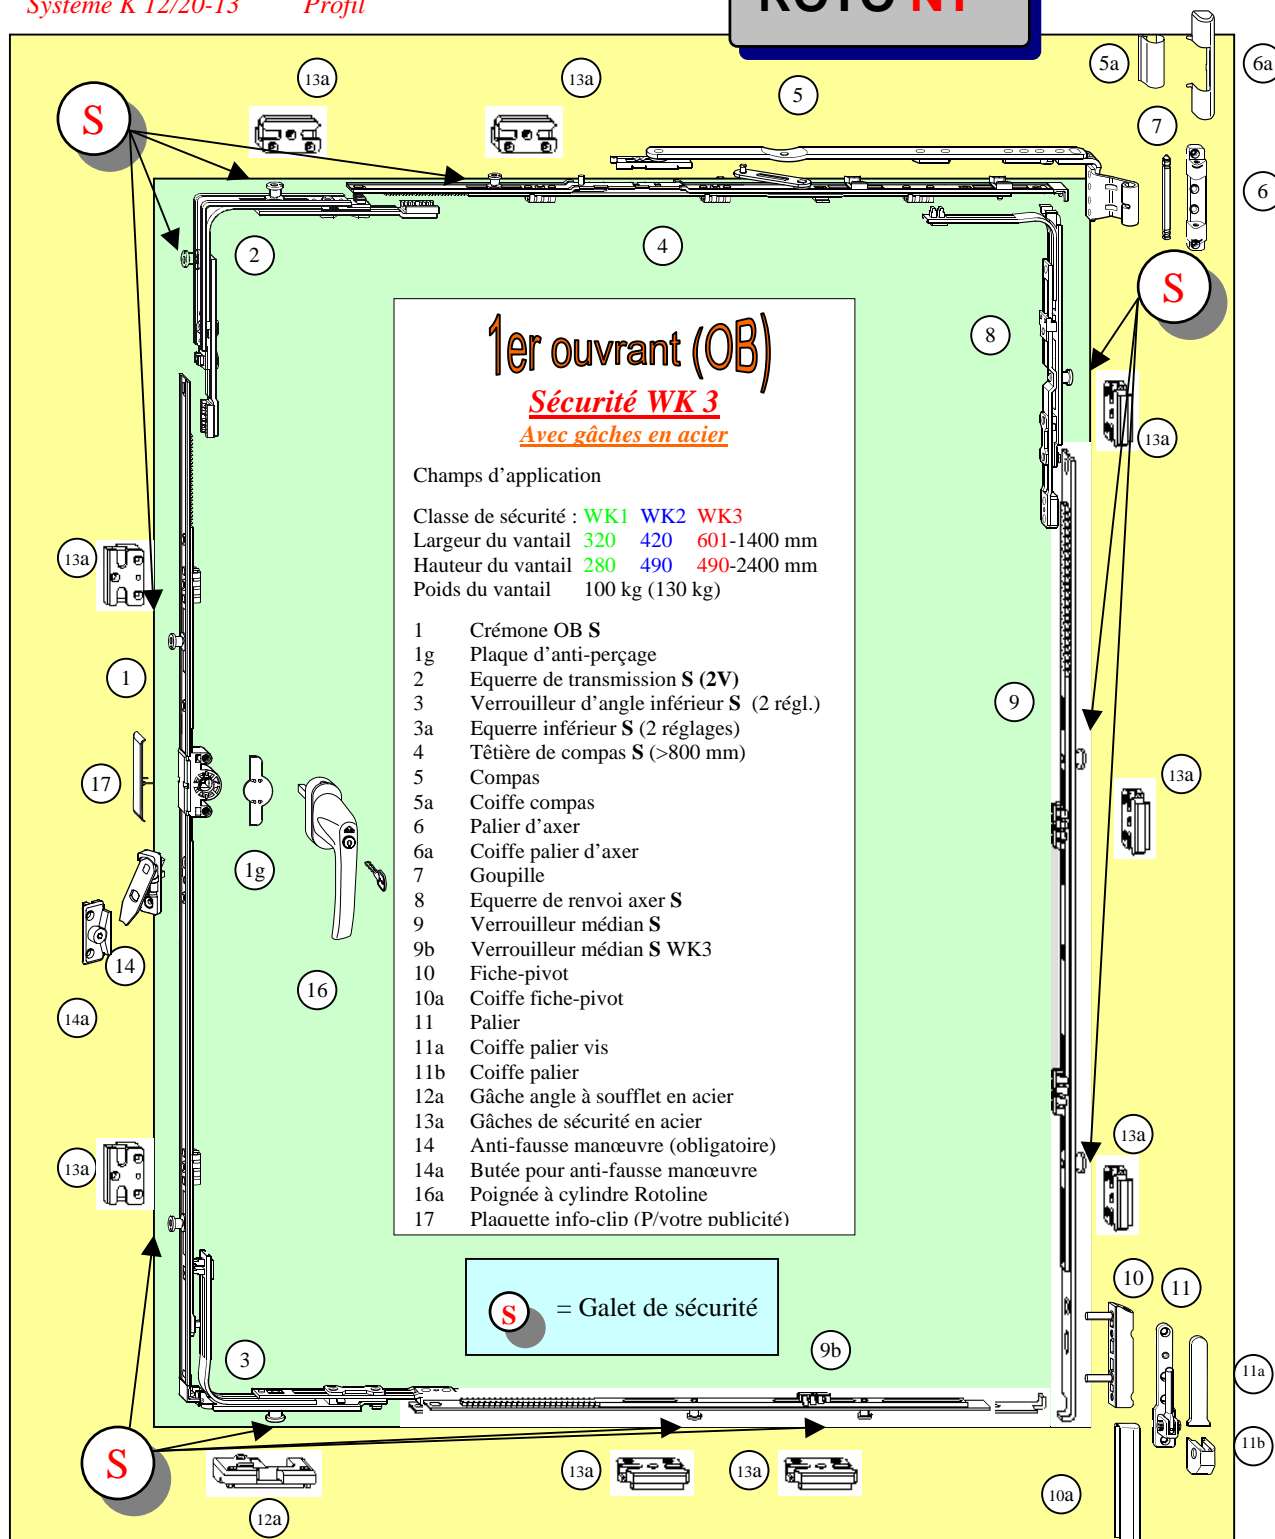 Système K 12/20-13 Profil
ROTO NT
13a
13a
5
5a
6a
7
6
S
2
4
S
8
13a
1er ouvrant (OB)
Sécurité WK 3
Avec gâches en acier
Champs d’application
Classe de sécurité : WK1 WK2 WK3
Largeur du vantail 320 420 601-1400 mm
Hauteur du vantail 280 490 490-2400 mm
Poids du vantail 100 kg (130 kg)
1 Crémone OB S
1g Plaque d’anti-perçage
2 Equerre de transmission S (2V)
3 Verrouilleur d’angle inférieur S (2 régl.)
3a Equerre inférieur S (2 réglages)
4 Têtière de compas S (>800 mm)
5 Compas
5a Coiffe compas
6 Palier d’axer
6a Coiffe palier d’axer
7 Goupille
8 Equerre de renvoi axer S
9 Verrouilleur médian S
9b Verrouilleur médian S WK3
10 Fiche-pivot
10a Coiffe fiche-pivot
11 Palier
11a Coiffe palier vis
11b Coiffe palier
12a Gâche angle à soufflet en acier
13a Gâches de sécurité en acier
14 Anti-fausse manœuvre (obligatoire)
14a Butée pour anti-fausse manœuvre
16a Poignée à cylindre Rotoline
17 Plaquette info-clip (P/votre publicité)
13a
1
9
17
13a
1g
14
16
14a
13a
13a
10
11
S = Galet de sécurité
3
9b
11a
11b
S
12a
13a
13a
10a